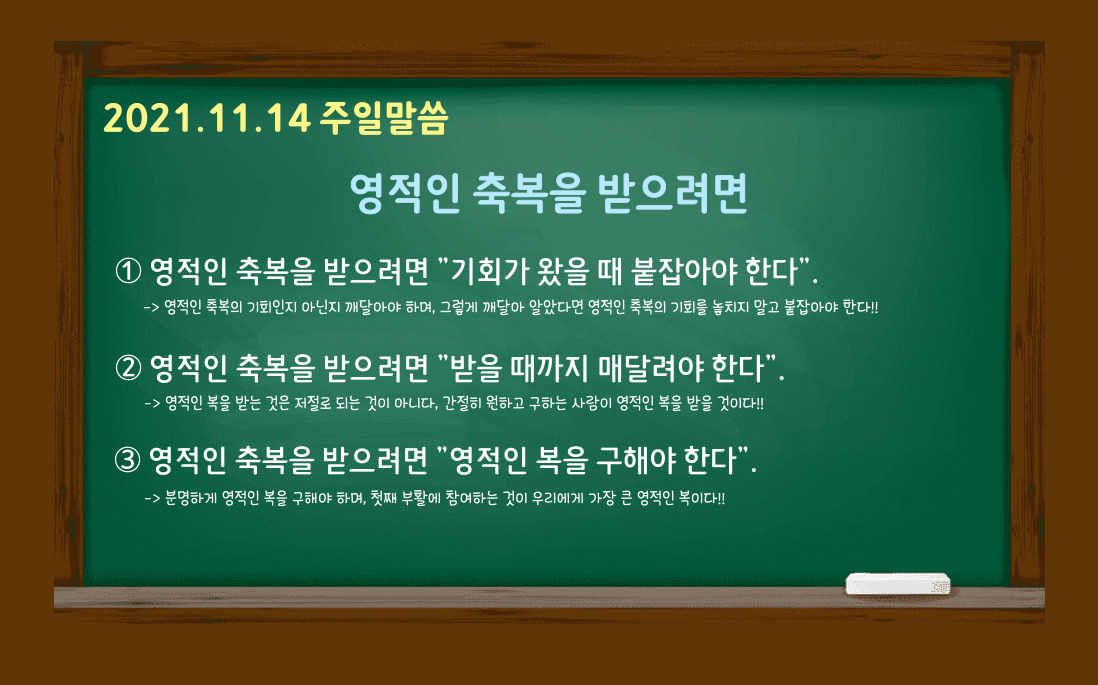 2021.11.14 주일말씀
영적인 축복을 받으려면
① 영적인 축복을 받으려면 "기회가 왔을 때 붙잡아야 한다".
-> 영적인 축복의 기회인지 아닌지 깨달아야 하며, 그렇게 깨달아 알았다면 영적인 축복의 기회를 놓치지 말고 붙잡아야 한다!!
② 영적인 축복을 받으려면 "받을 때까지 매달려야 한다".
-> 영적인 복을 받는 것은 저절로 되는 것이 아니다, 간절히 원하고 구하는 사람이 영적인 복을 받을 것이다!!
③ 영적인 축복을 받으려면 "영적인 복을 구해야 한다".
-> 분명하게 영적인 복을 구해야 하며, 첫째 부활에 참여하는 것이 우리에게 가장 큰 영적인 복이다!!